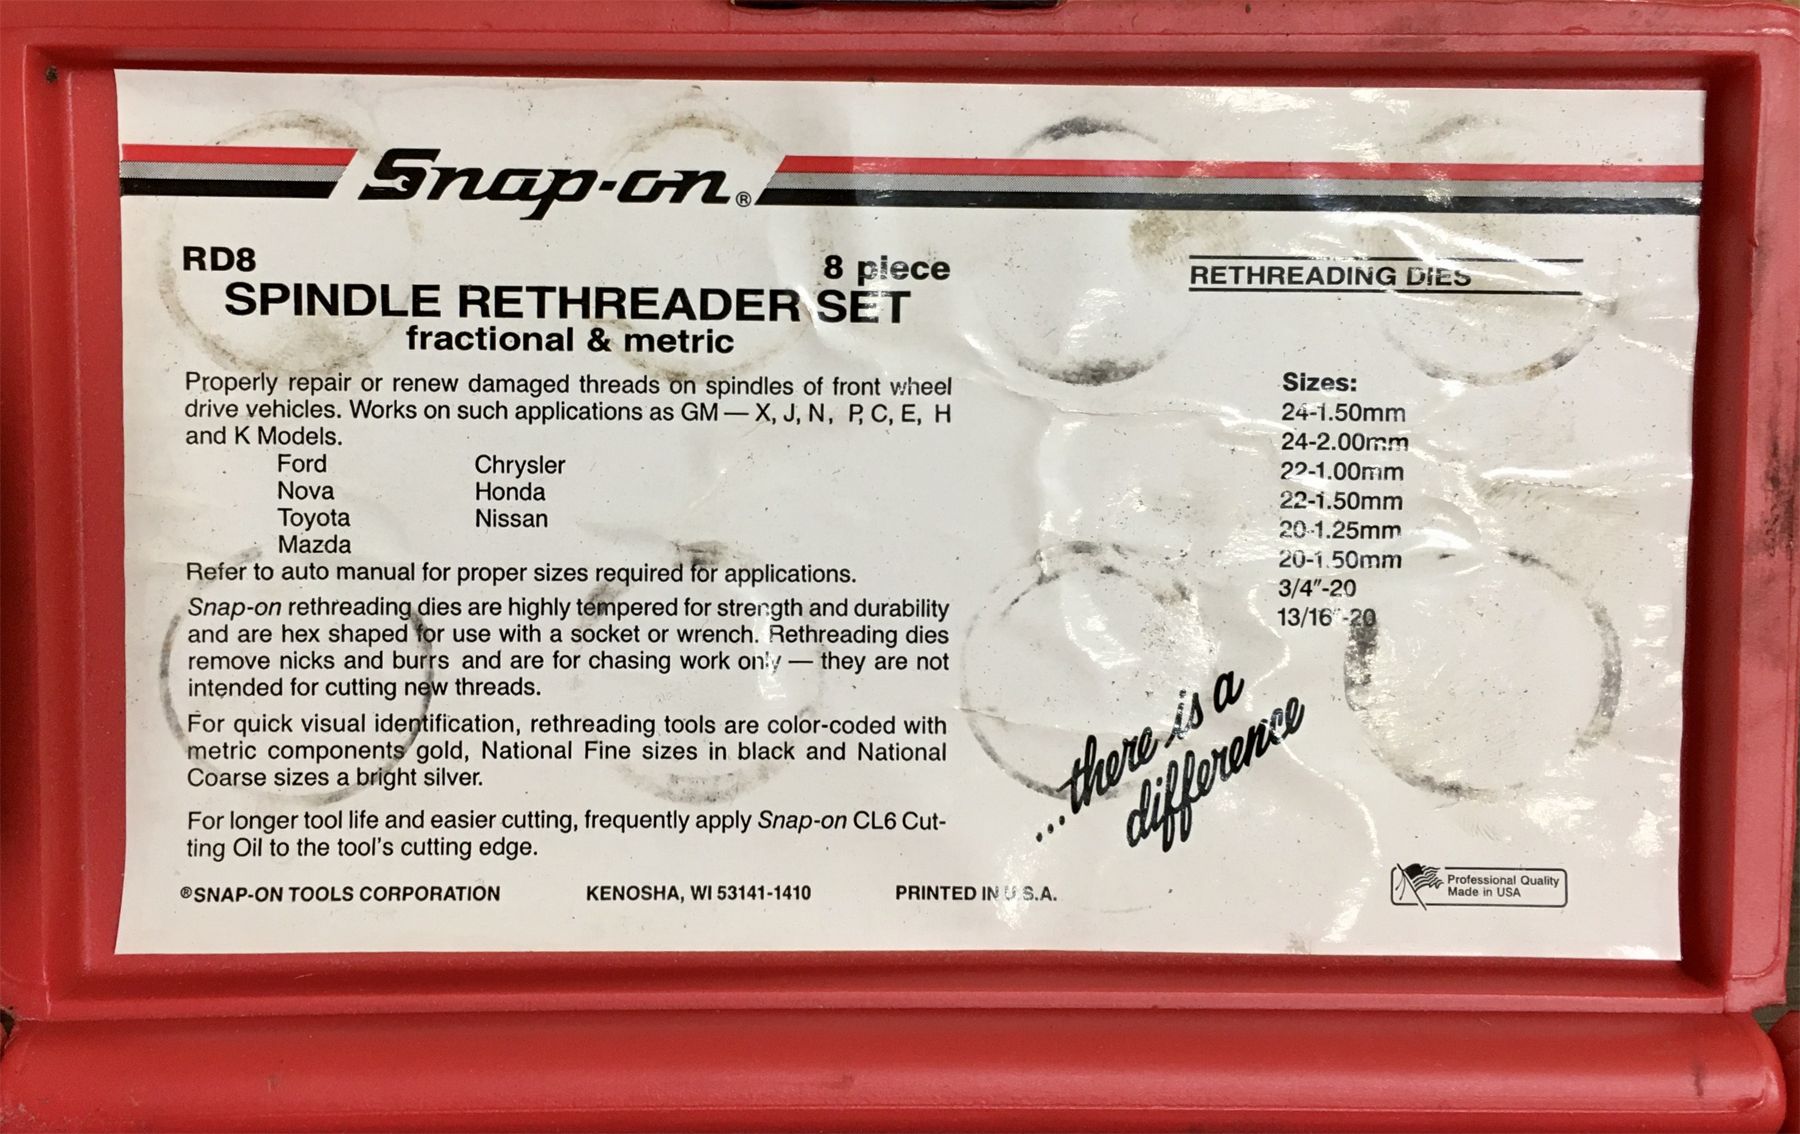 Snap-on®
RD8
8 piece
SPINDLE RETHREADER SET
fractional & metric
Properly repair or renew damaged threads on spindles of front wheel
drive vehicles. Works on such applications as GM — X, J, N, P, C, E, H
and K Models.
Ford Chrysler
Nova Honda
Toyota Nissan
Mazda
Refer to auto manual for proper sizes required for applications.
Snap-on rethreading dies are highly tempered for strength and durability
and are hex shaped for use with a socket or wrench. Rethreading dies
remove nicks and burrs and are for chasing work only — they are not
intended for cutting new threads.
For quick visual identification, rethreading tools are color-coded with
metric components gold, National Fine sizes in black and National
Coarse sizes a bright silver.
For longer tool life and easier cutting, frequently apply Snap-on CL6 Cut-
ting Oil to the tool's cutting edge.
®SNAP-ON TOOLS CORPORATION KENOSHA, WI 53141-1410 PRINTED IN U.S.A.
RETHREADING DIES
Sizes:
24-1.50mm
24-2.00mm
22-1.00mm
22-1.50mm
20-1.25mm
20-1.50mm
3/4"-20
13/16"-20
...there is a
difference
Professional Quality
Made in USA